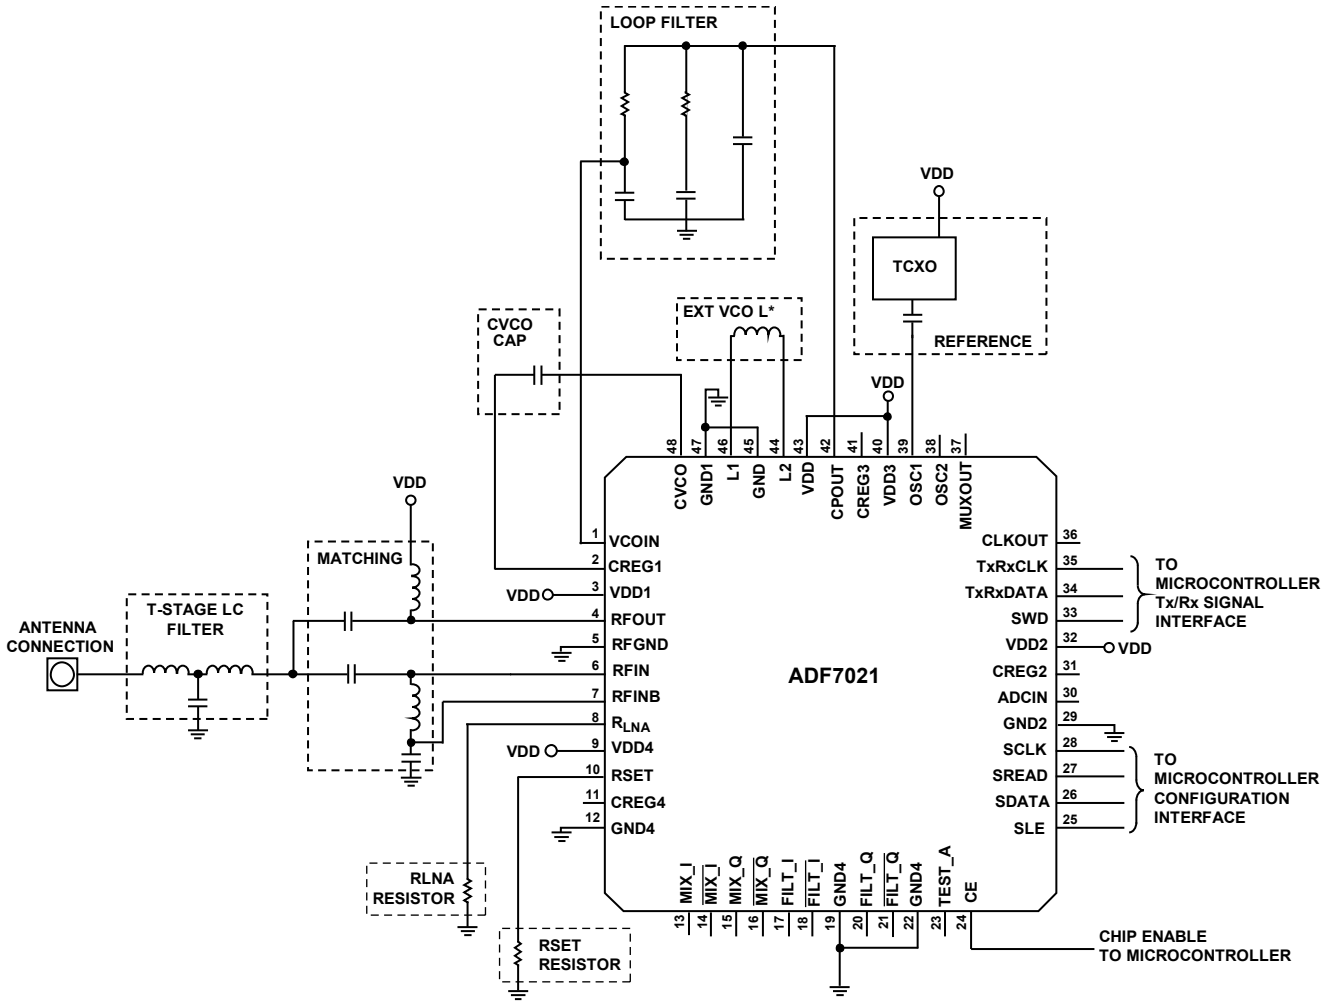 LOOP FILTER
VDD
TCXO
REFERENCE
EXT VCO L*
CVCO
CAP
VDD
48
47
46
45
44
43
42
41
40
39
38
37
CVCO
GND1
L1
GND
L2
VDD
CPOUT
CREG3
VDD3
OSC1
OSC2
MUXOUT
VDD
MATCHING
T-STAGE LC
FILTER
ANTENNA
CONNECTION
1 VCOIN
2 CREG1
VDD 3 VDD1
4 RFOUT
5 RFGND
6 RFIN
7 RFINB
8 RLNA
VDD 9 VDD4
10 RSET
11 CREG4
12 GND4
ADF7021
CLKOUT 36
TxRxCLK 35
TxRxDATA 34
SWD 33
VDD2 32 VDD
CREG2 31
ADCIN 30
GND2 29
SCLK 28
SREAD 27
SDATA 26
SLE 25
TO
MICROCONTROLLER
Tx/Rx SIGNAL
INTERFACE
TO
MICROCONTROLLER
CONFIGURATION
INTERFACE
MIX_I
MIX_I
MIX_Q
MIX_Q
FILT_I
FILT_I
GND4
FILT_Q
FILT_Q
GND4
TEST_A
CE
13
14
15
16
17
18
19
20
21
22
23
24
RLNA
RESISTOR
RSET
RESISTOR
CHIP ENABLE
TO MICROCONTROLLER